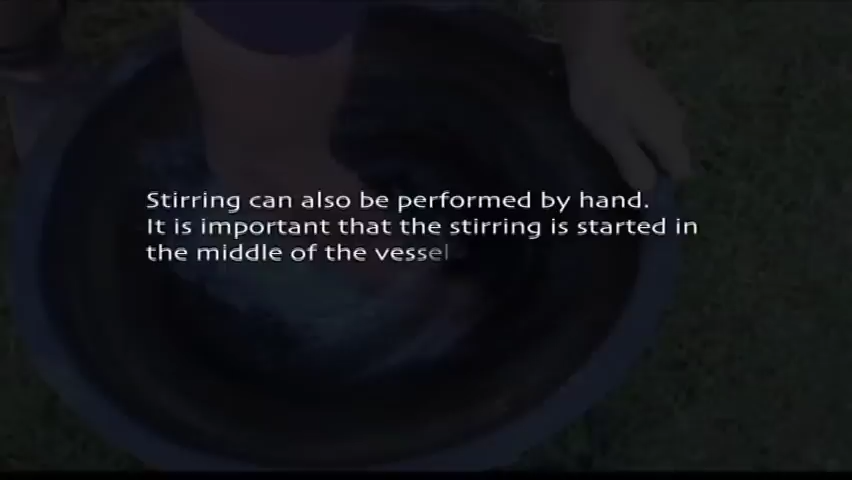 Stirring can also be performed by hand.
It is important that the stirring is started in
the middle of the vessel